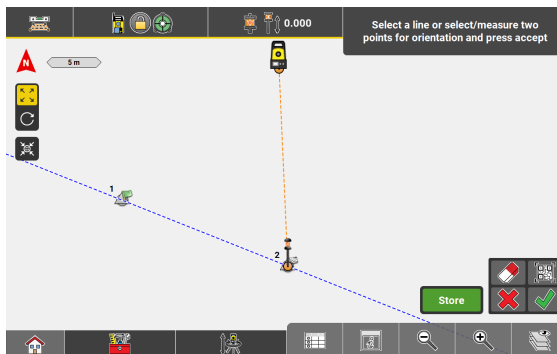 0.000
Select a line or select/measure two
points for orientation and press accept
5 m
1
2
Store